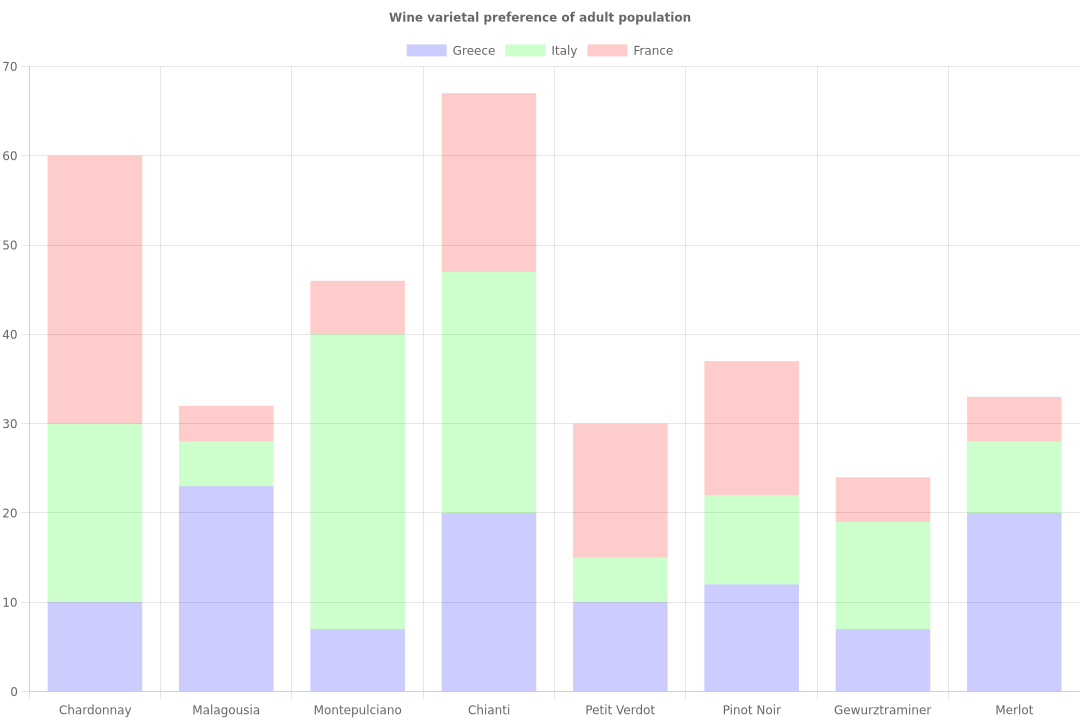 Wine varietal preference of adult population
Greece Italy France
70
60
50
40
30
20
10
0
Chardonnay Malagousia Montepulciano Chianti Petit Verdot Pinot Noir Gewurztraminer Merlot